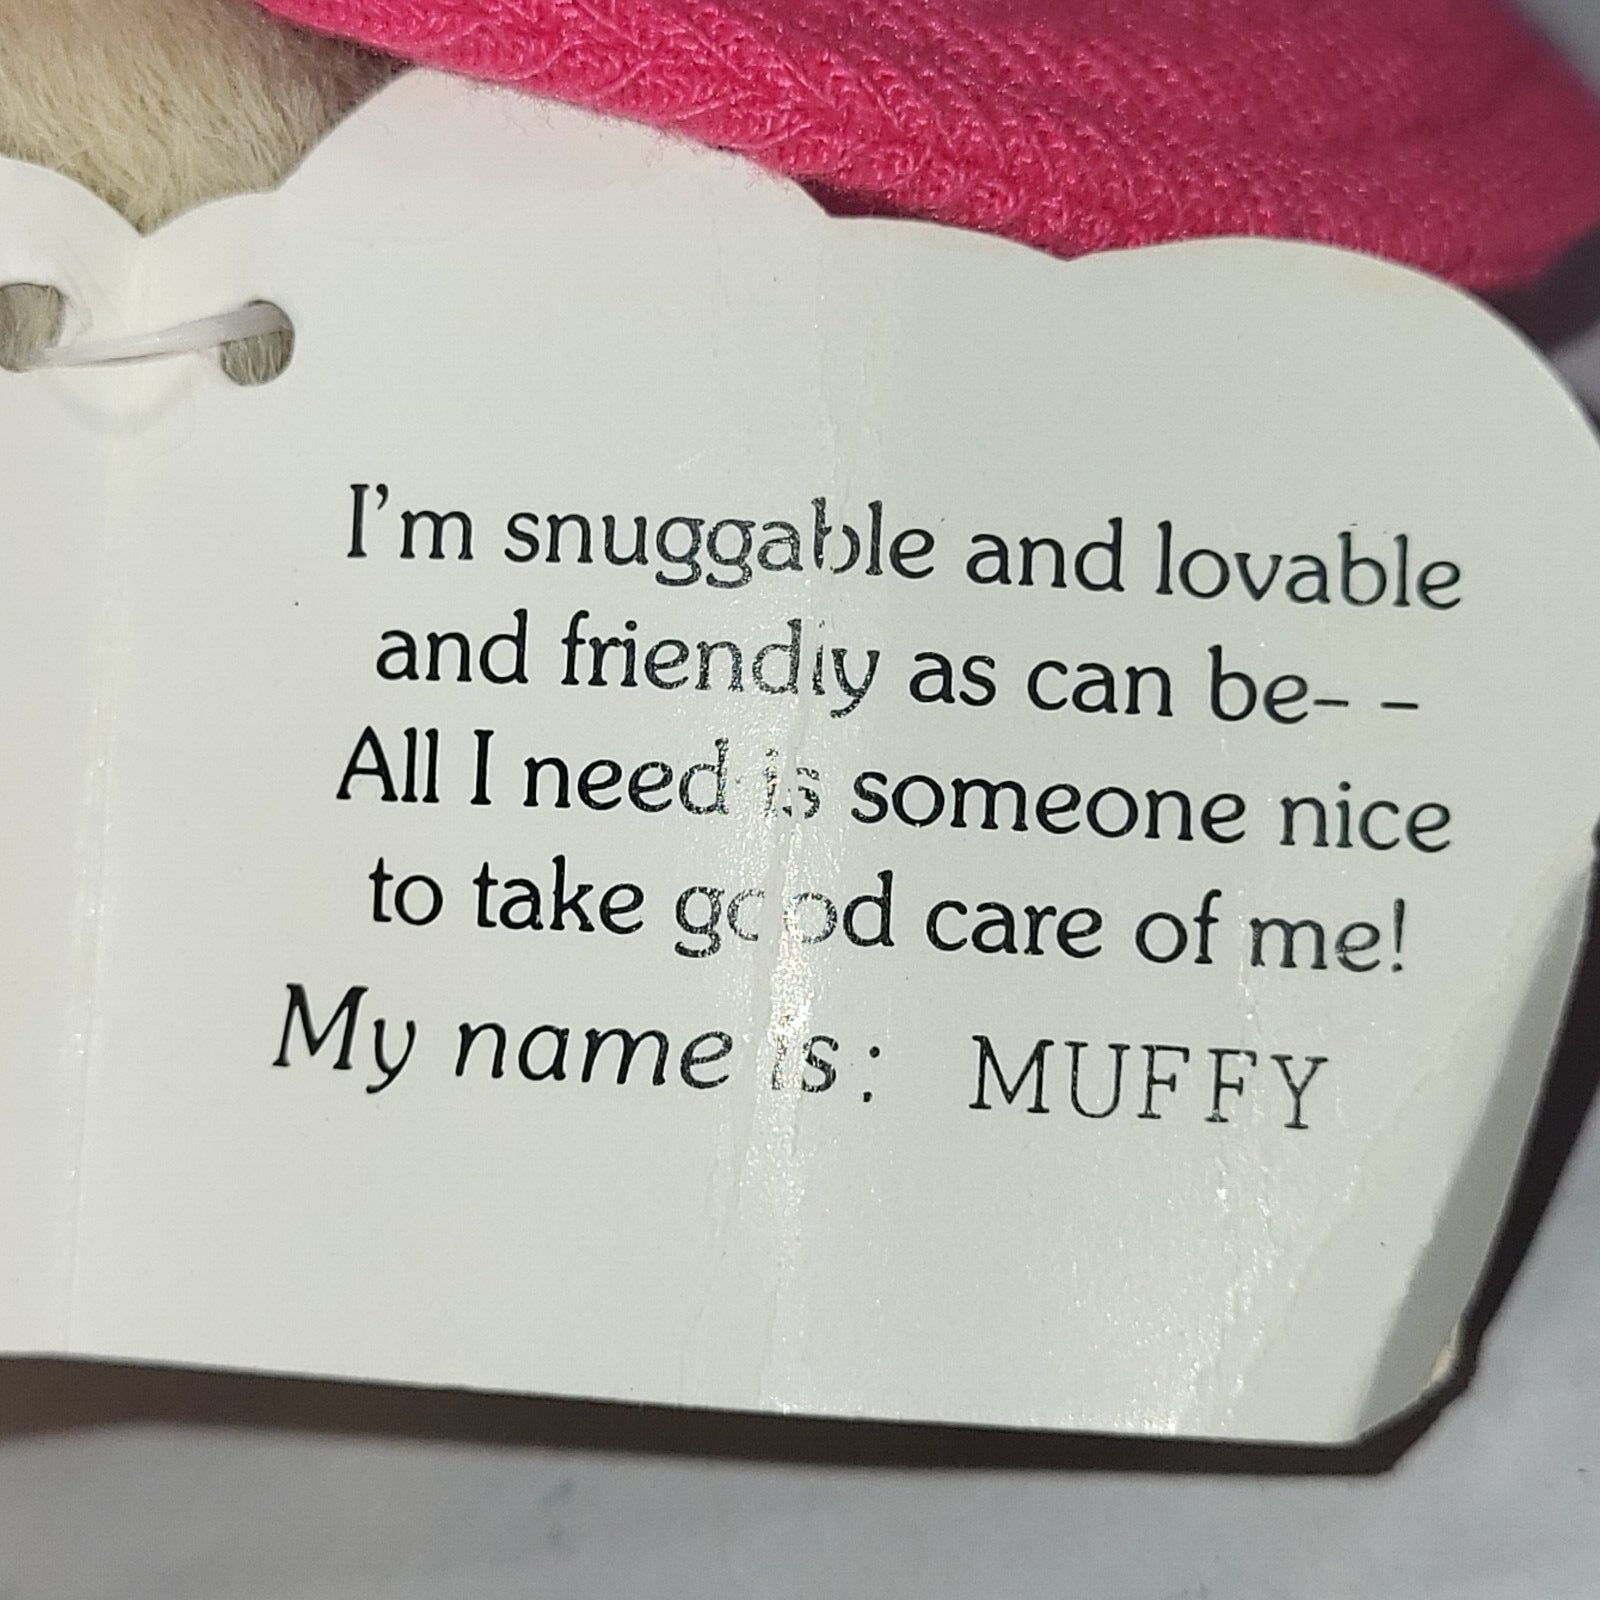 I'm snuggable and lovable
and friendly as can be- -
All I need is someone nice
to take good care of me!
My name is: MUFFY